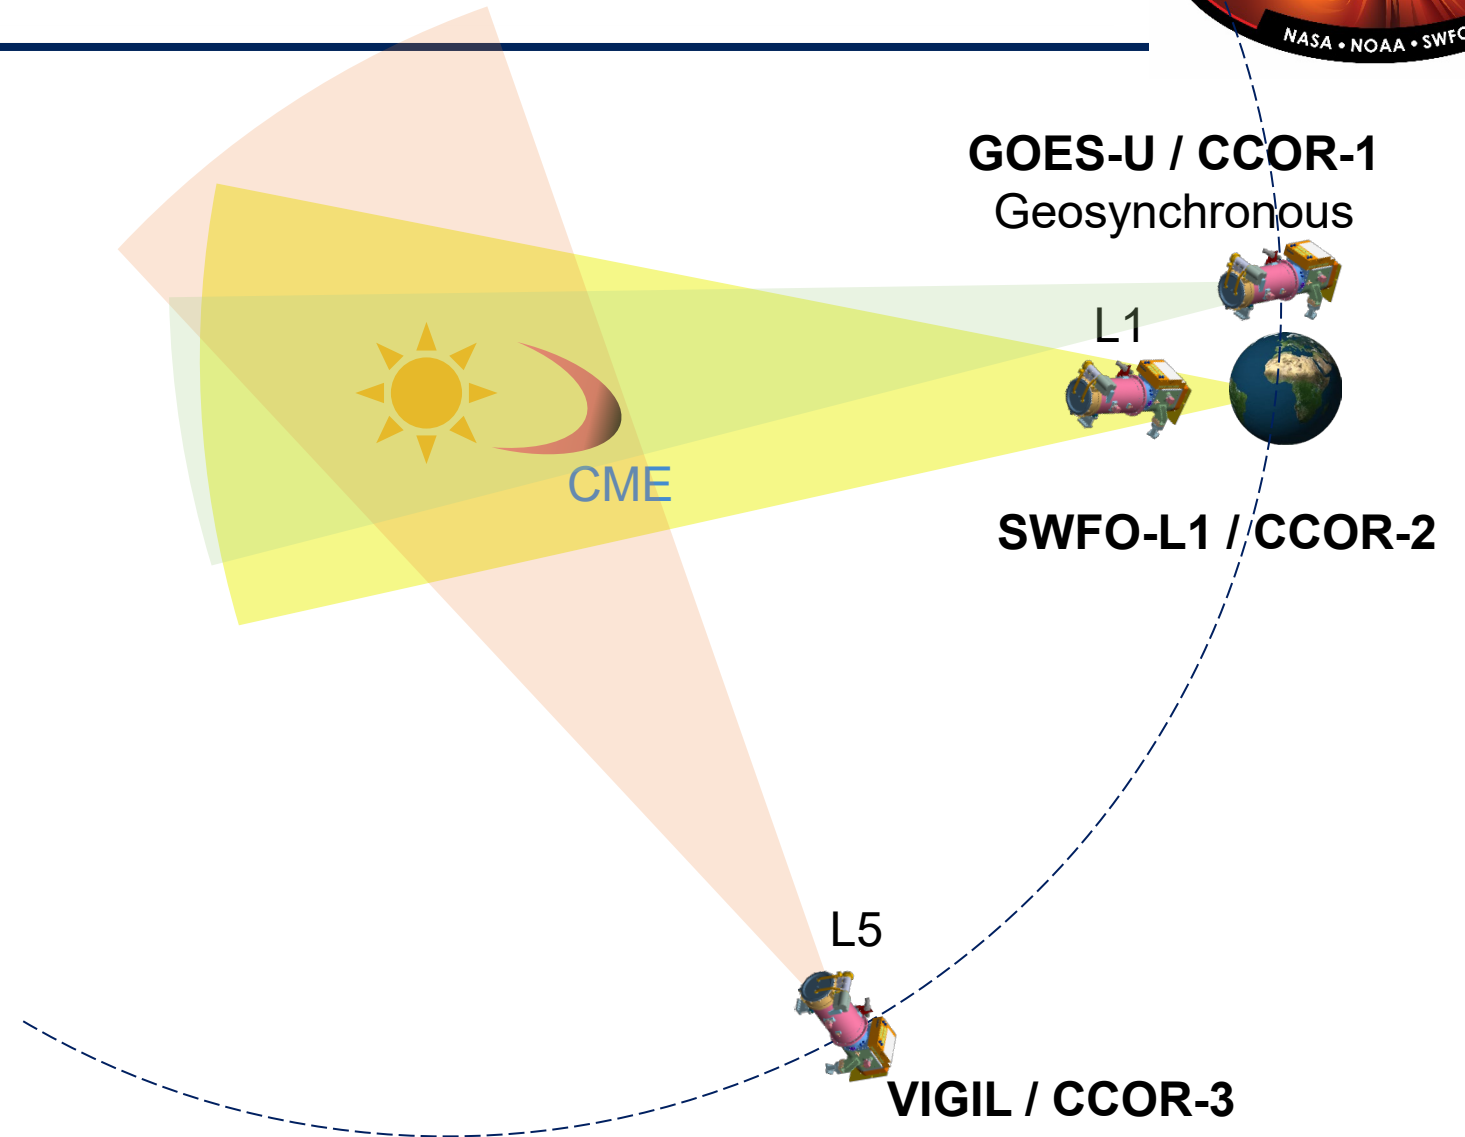 NASA • NOAA • SWFO
GOES-U / CCOR-1
Geosynchronous
L1
CME
SWFO-L1 / CCOR-2
L5
VIGIL / CCOR-3